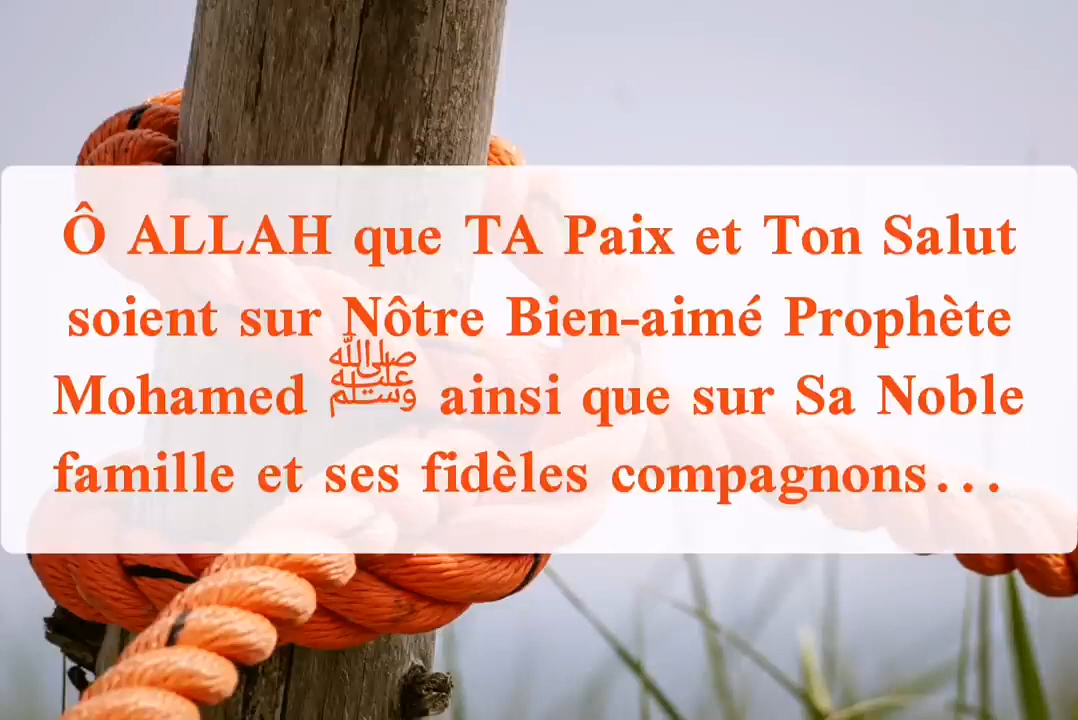 Ô ALLAH que TA Paix et Ton Salut
soient sur Nôtre Bien-aimé Prophète
Mohamed ﷺ ainsi que sur Sa Noble
famille et ses fidèles compagnons...